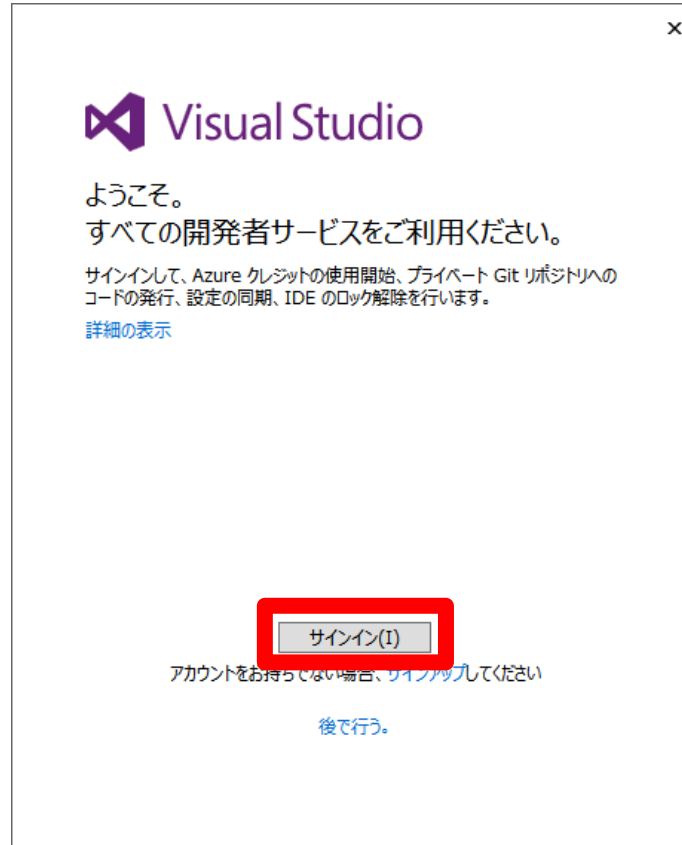 Visual Studio
ようこそ。
すべての開発者サービスをご利用ください。
サインインして、Azure クレジットの使用開始、プライベート Git リポジトリへの
コードの発行、設定の同期、IDE のロック解除を行います。
詳細の表示
サインイン(I)
アカウントをお持ちでない場合、サインアップしてください
後で行う。